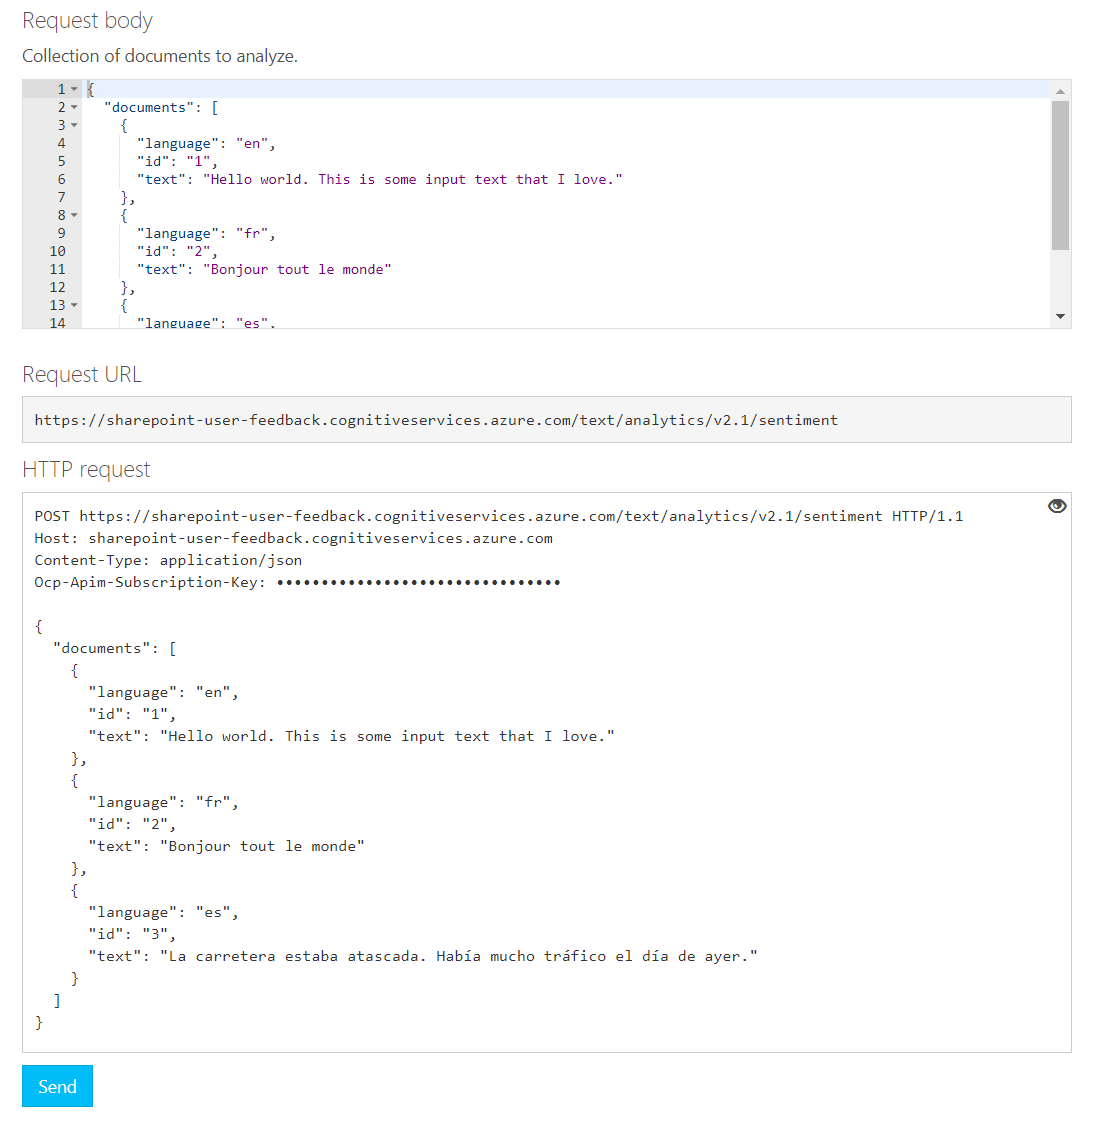 Request body
Collection of documents to analyze.
1 {
2 "documents": [
3 {
4 "language": "en",
5 "id": "1",
6 "text": "Hello world. This is some input text that I love."
7 },
8 {
9 "language": "fr",
10 "id": "2",
11 "text": "Bonjour tout le monde"
12 },
13 {
14 "language": "es",
Request URL
https://sharepoint-user-feedback.cognitiveservices.azure.com/text/analytics/v2.1/sentiment
HTTP request
POST https://sharepoint-user-feedback.cognitiveservices.azure.com/text/analytics/v2.1/sentiment HTTP/1.1
Host: sharepoint-user-feedback.cognitiveservices.azure.com
Content-Type: application/json
Ocp-Apim-Subscription-Key: ••••••••••••••••••••••••••••••••
{
"documents": [
{
"language": "en",
"id": "1",
"text": "Hello world. This is some input text that I love."
},
{
"language": "fr",
"id": "2",
"text": "Bonjour tout le monde"
},
{
"language": "es",
"id": "3",
"text": "La carretera estaba atascada. Había mucho tráfico el día de ayer."
}
]
}
Send